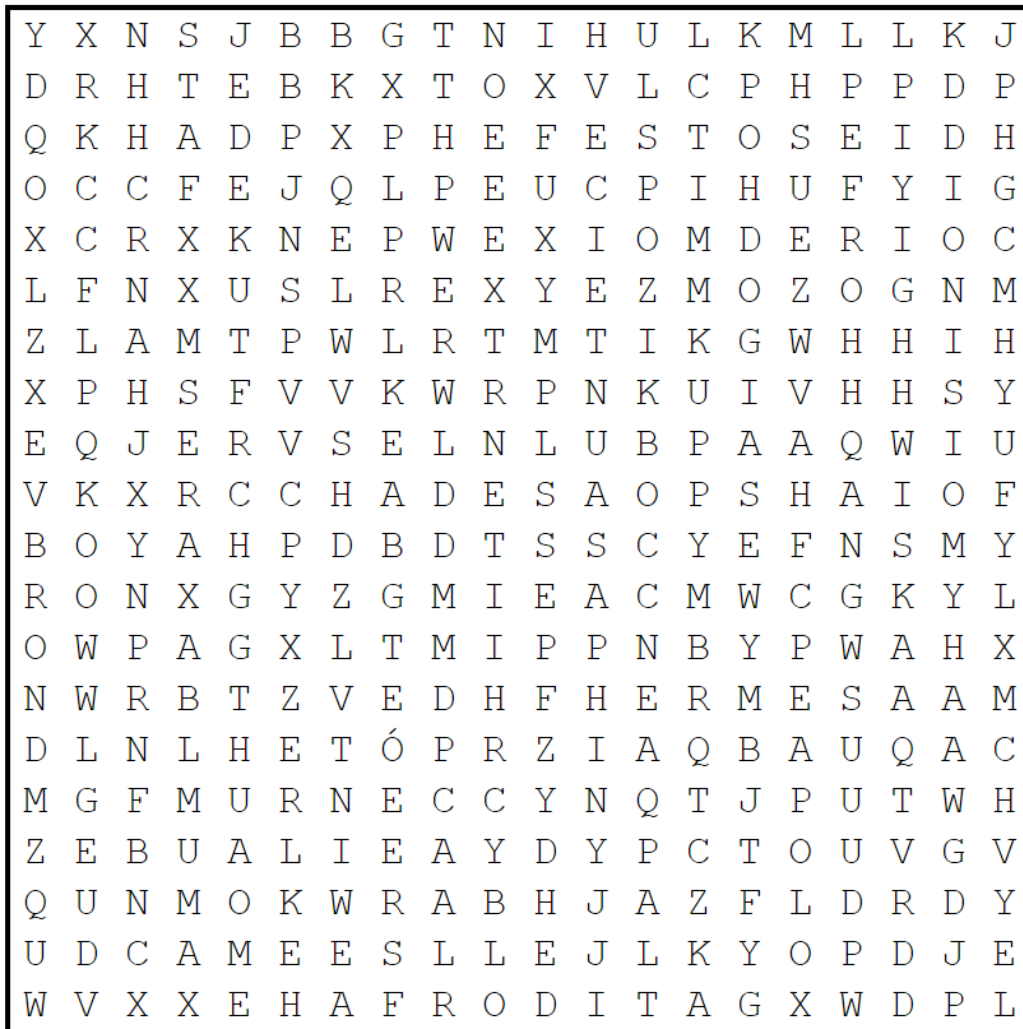 Y X N S J B B G T N I H U L K M L L K J
D R H T E B K X T O X V L C P H P P D P
Q K H A D P X P H E F E S T O S E I D H
O C C F E J Q L P E U C P I H U F Y I G
X C R X K N E P W E X I O M D E R I O C
L F N X U S L R E X Y E Z M O Z O G N M
Z L A M T P W L R T M T I K G W H H I H
X P H S F V V K W R P N K U I V H H S Y
E Q J E R V S E L N L U B P A A Q W I U
V K X R C C H A D E S A O P S H A I O F
B O Y A H P D B D T S S C Y E F N S M Y
R O N X G Y Z G M I E A C M W C G K Y L
O W P A G X L T M I P P N B Y P W A H X
N W R B T Z V E D H F H E R M E S A A M
D L N L H E T Ó P R Z I A Q B A U Q A C
M G F M U R N E C C Y N Q T J P U T W H
Z E B U A L I E A Y D Y P C T O U V G V
Q U N M O K W R A B H J A Z F L D R D Y
U D C A M E E S L L E J L K Y O P D J E
W V X X E H A F R O D I T A G X W D P L